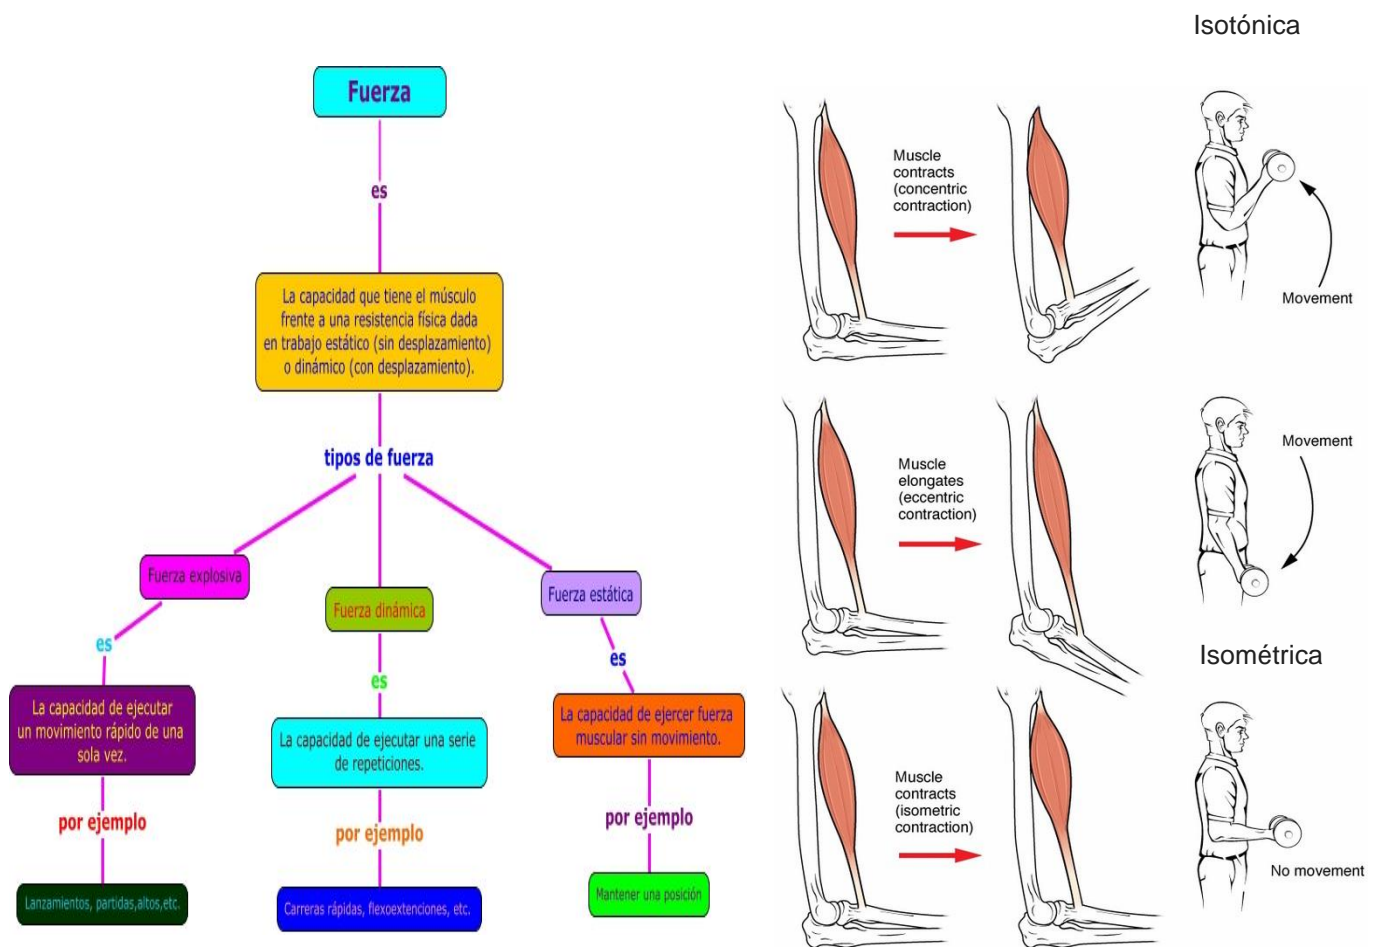 Fuerza
es
La capacidad que tiene el músculo
frente a una resistencia física dada
en trabajo estático (sin desplazamiento)
o dinámico (con desplazamiento).
tipos de fuerza
Fuerza explosiva
es
La capacidad de ejecutar
un movimiento rápido de una
sola vez.
por ejemplo
Lanzamientos, partidas,altos,etc.
Fuerza dinámica
es
La capacidad de ejecutar una serie
de repeticiones.
por ejemplo
Carreras rápidas, flexoextenciones, etc.
Fuerza estática
es
La capacidad de ejercer fuerza
muscular sin movimiento.
por ejemplo
Mantener una posición
Isotónica
Muscle
contracts
(concentric
contraction)
Movement
Muscle
elongates
(eccentric
contraction)
Movement
Isométrica
Muscle
contracts
(isometric
contraction)
No movement